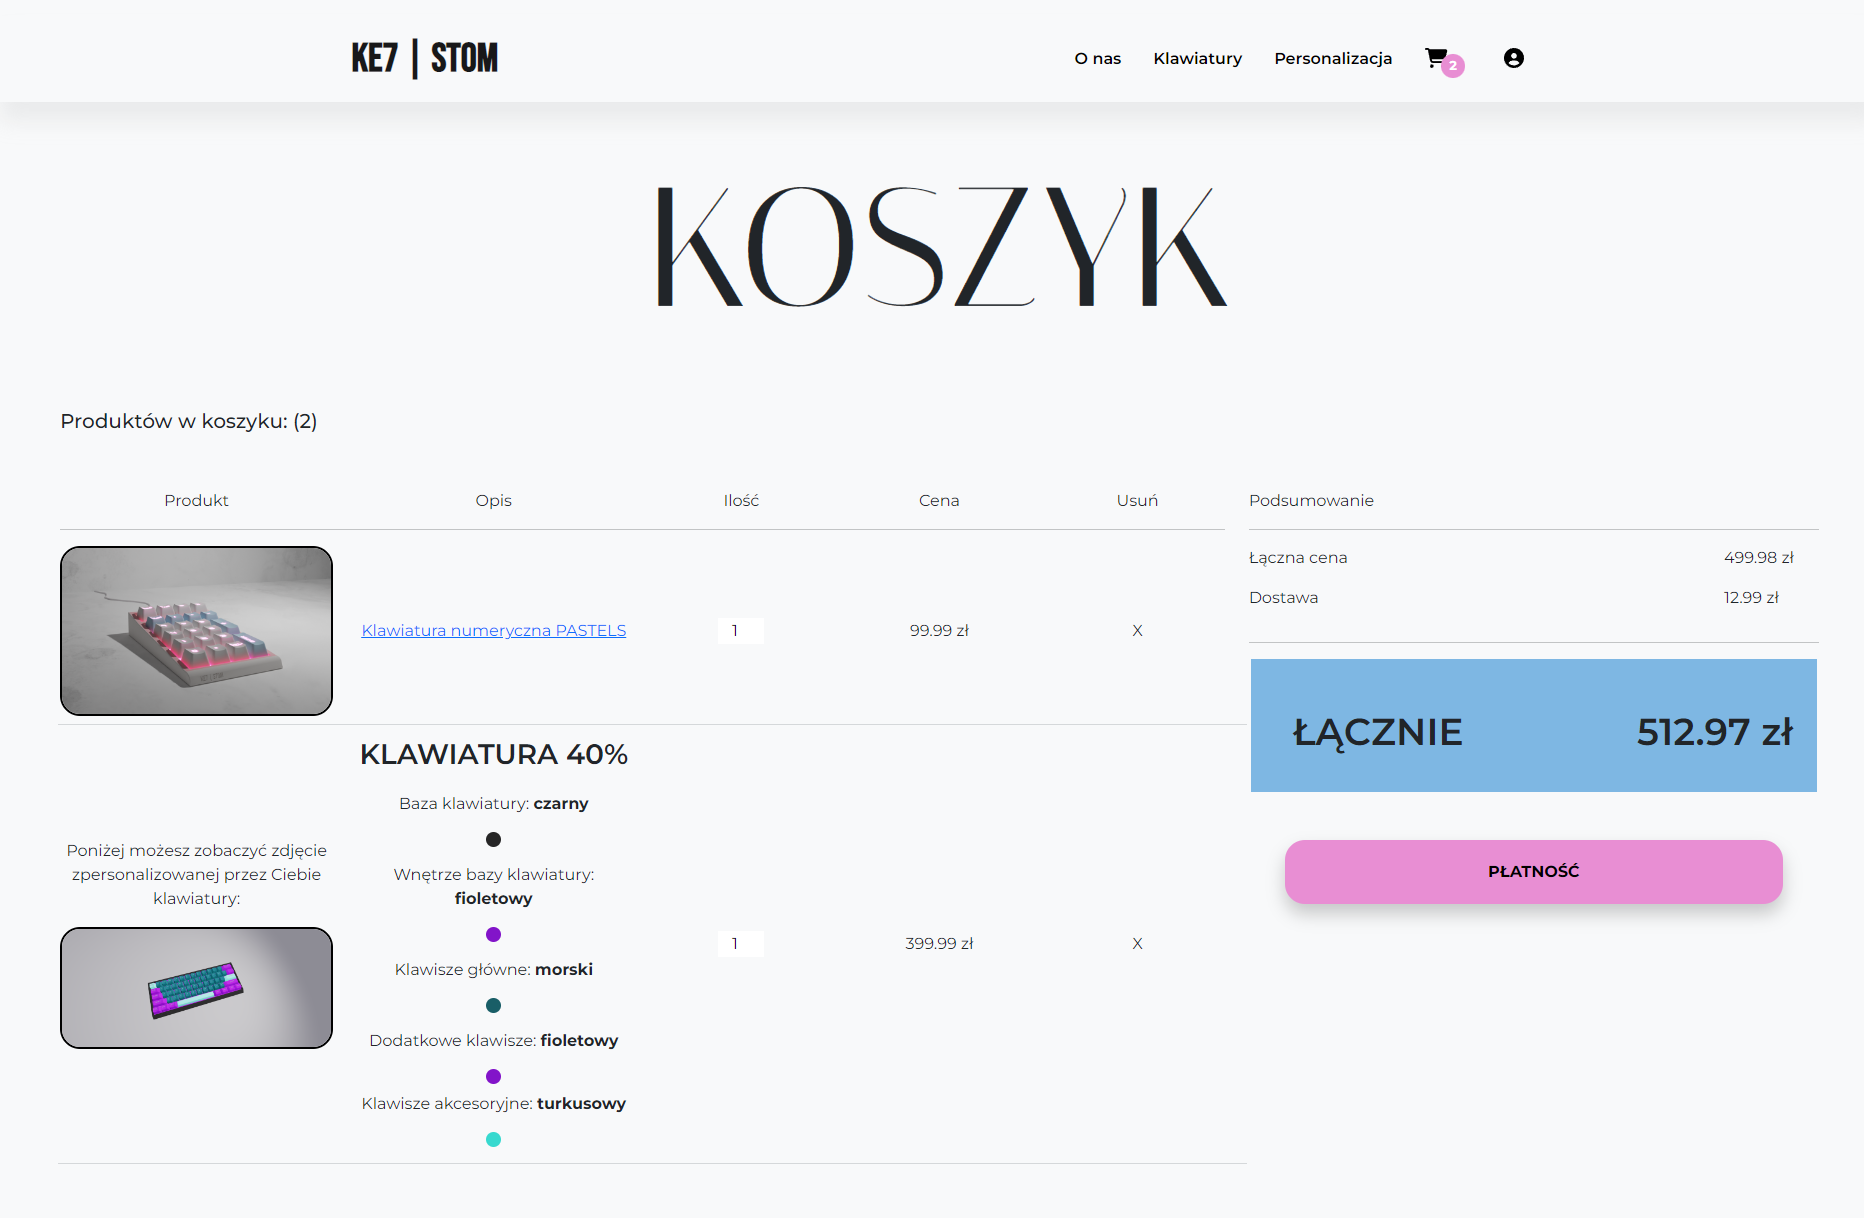 KE7 | STOM
O nas Klawiatury Personalizacja 2
KOSZYK
Produktów w koszyku: (2)
Produkt Opis Ilość Cena Usuń
Klawiatura numeryczna PASTELS 1 99.99 zł X
Poniżej możesz zobaczyć zdjęcie
zpersonalizowanej przez Ciebie
klawiatury:
KLAWIATURA 40%
Baza klawiatury: czarny
Wnętrze bazy klawiatury:
fioletowy
Klawisze główne: morski
Dodatkowe klawisze: fioletowy
Klawisze akcesoryjne: turkusowy
1 399.99 zł X
Podsumowanie
Łączna cena 499.98 zł
Dostawa 12.99 zł
ŁĄCZNIE 512.97 zł
PŁATNOŚĆ